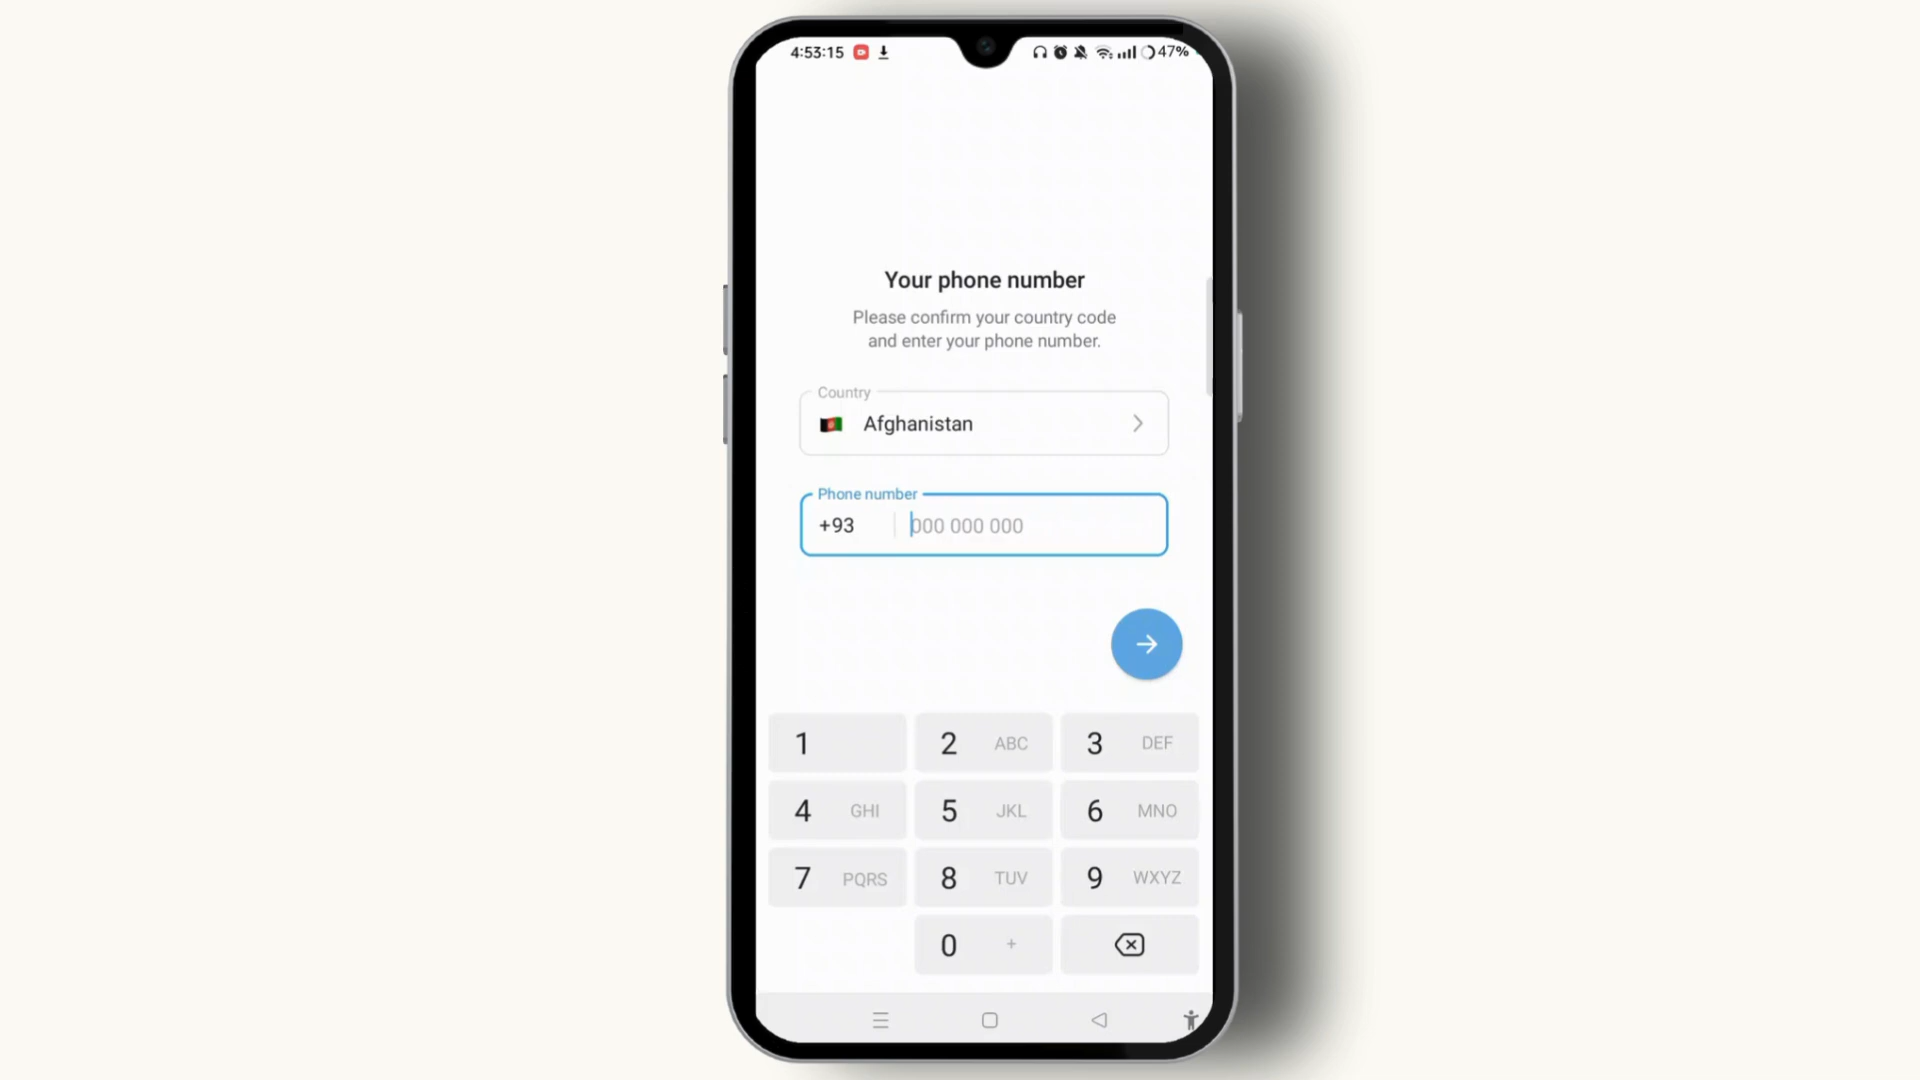 4:53:15 47%
Your phone number
Please confirm your country code
and enter your phone number.
Country
Afghanistan
Phone number
+93 000 000 000
1 2 ABC 3 DEF
4 GHI 5 JKL 6 MNO
7 PQRS 8 TUV 9 WXYZ
0 +